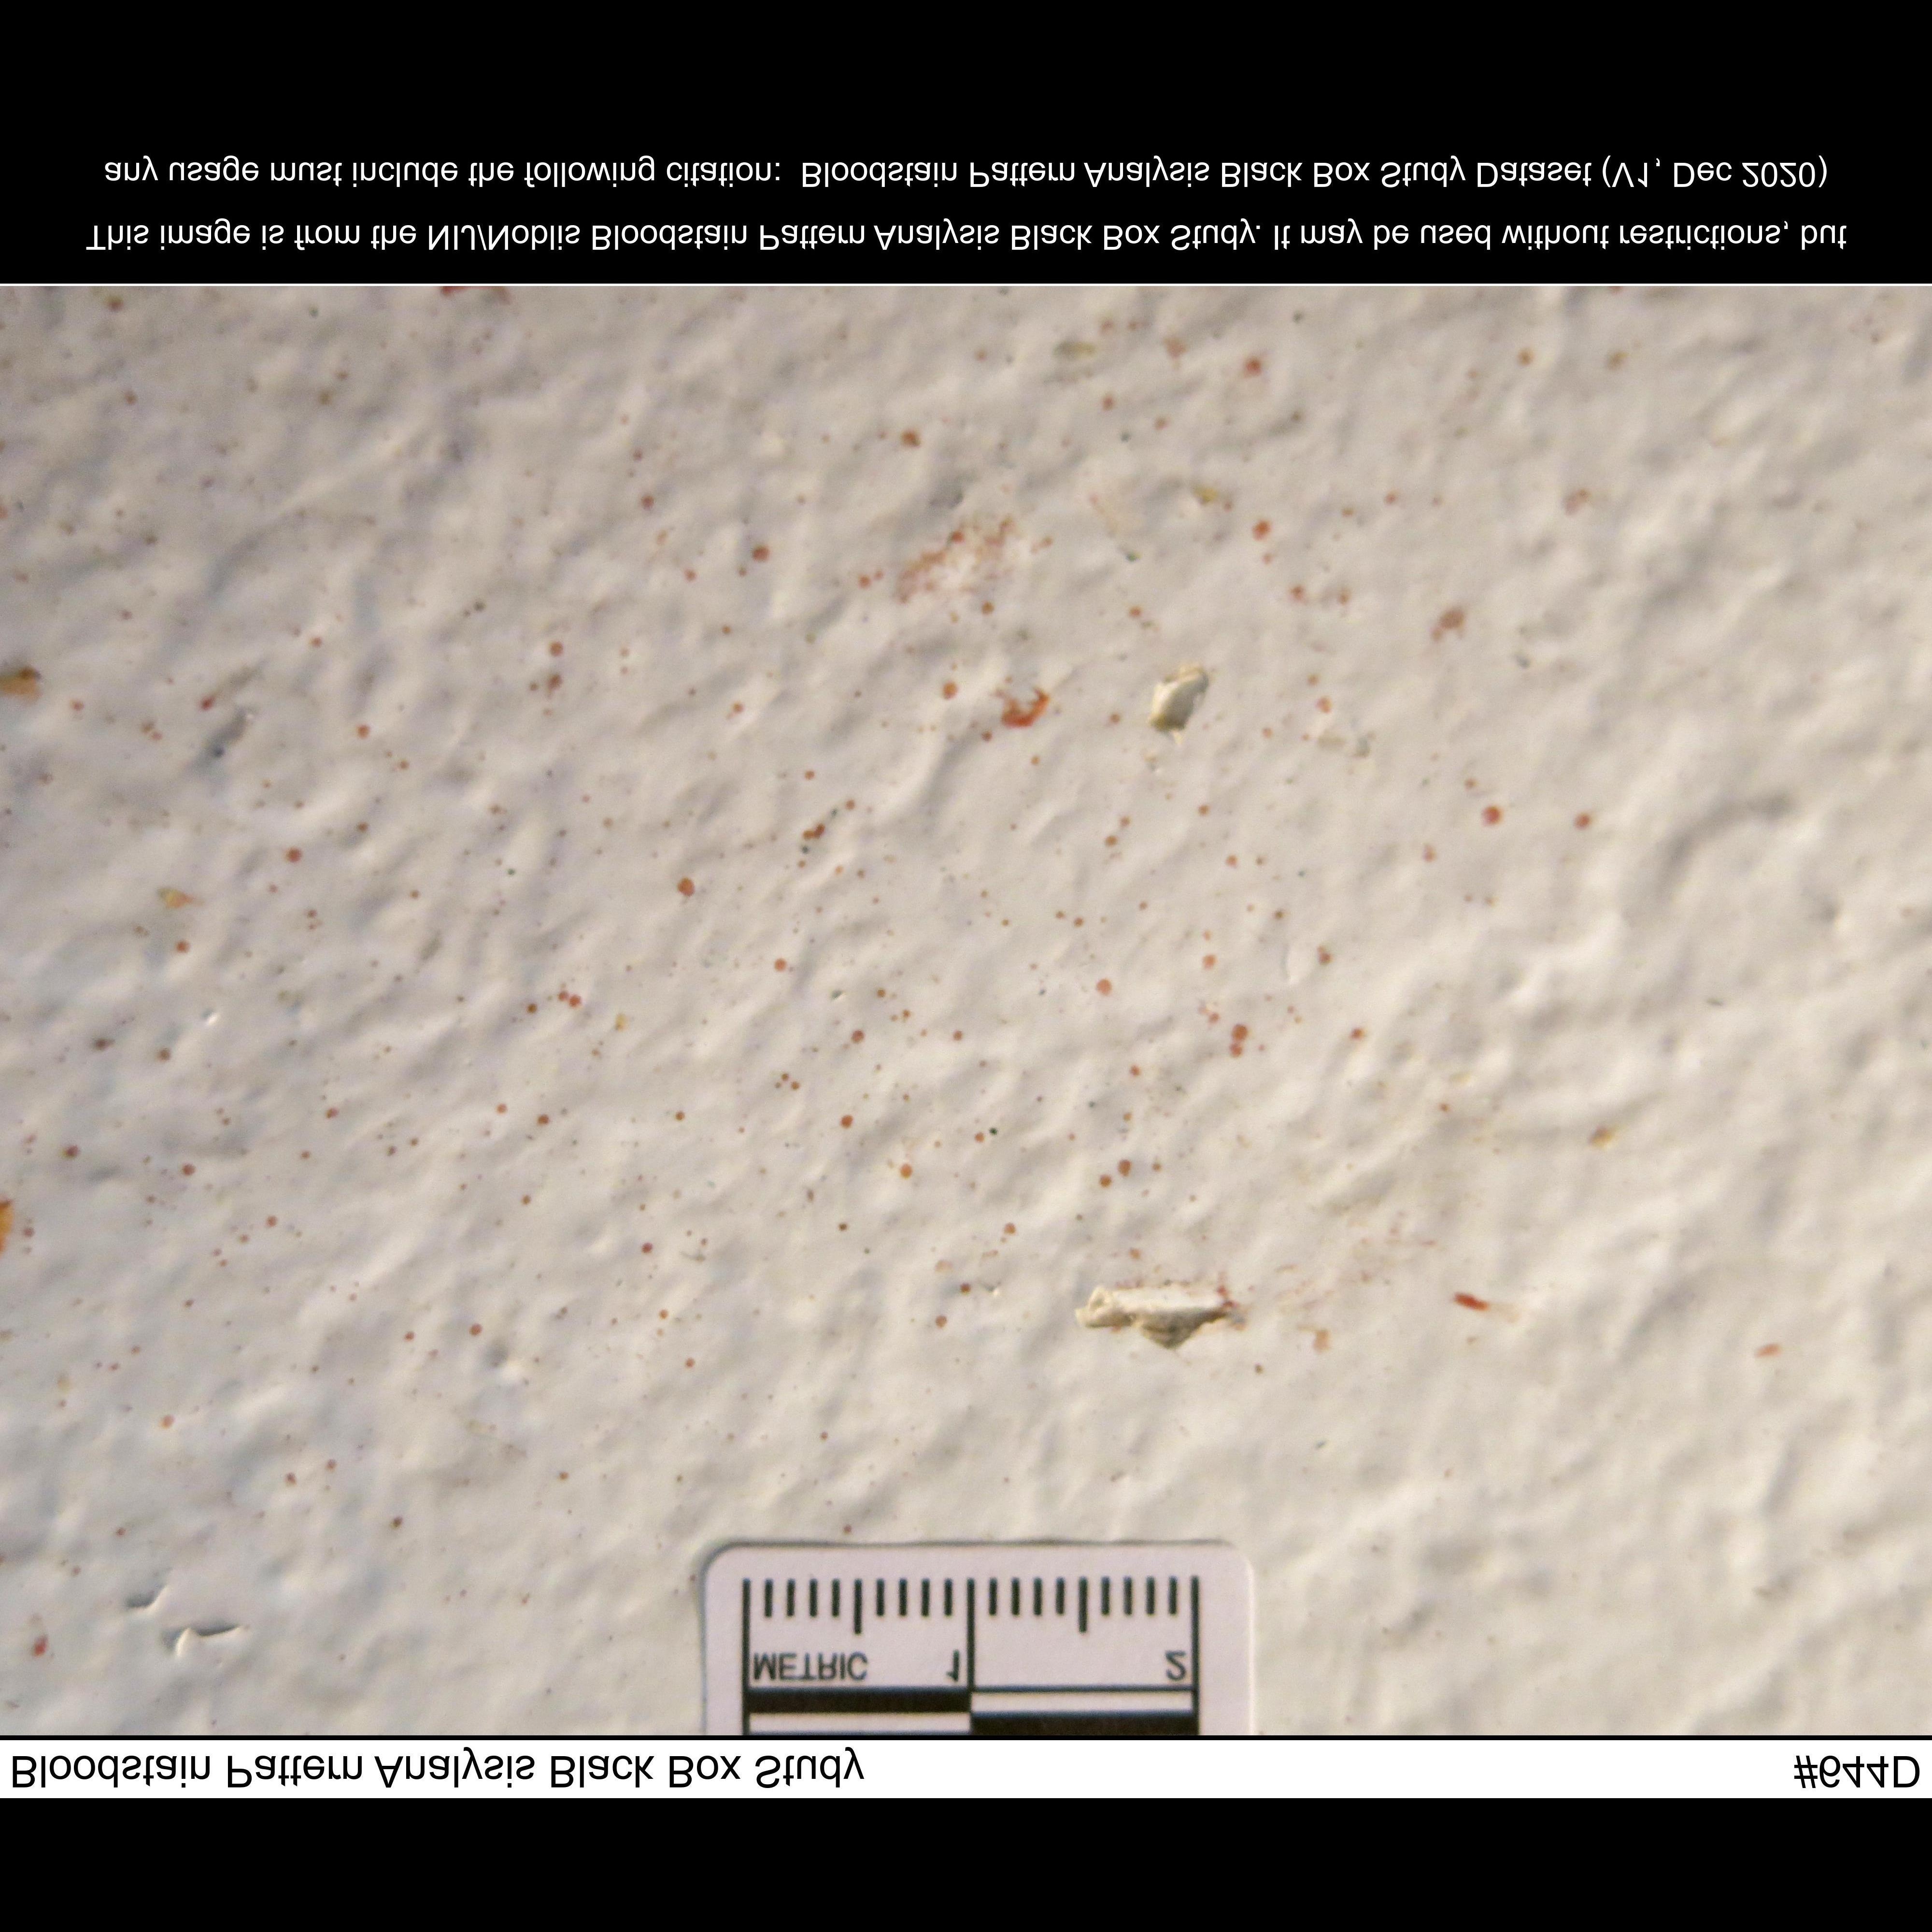 Bloodstain Pattern Analysis Black Box Study #644D
METRIC 1 2
This image is from the NIJ/Noblis Bloodstain Pattern Analysis Black Box Study. It may be used without restrictions, but
any usage must include the following citation: Bloodstain Pattern Analysis Black Box Study Dataset (V1, Dec 2020)